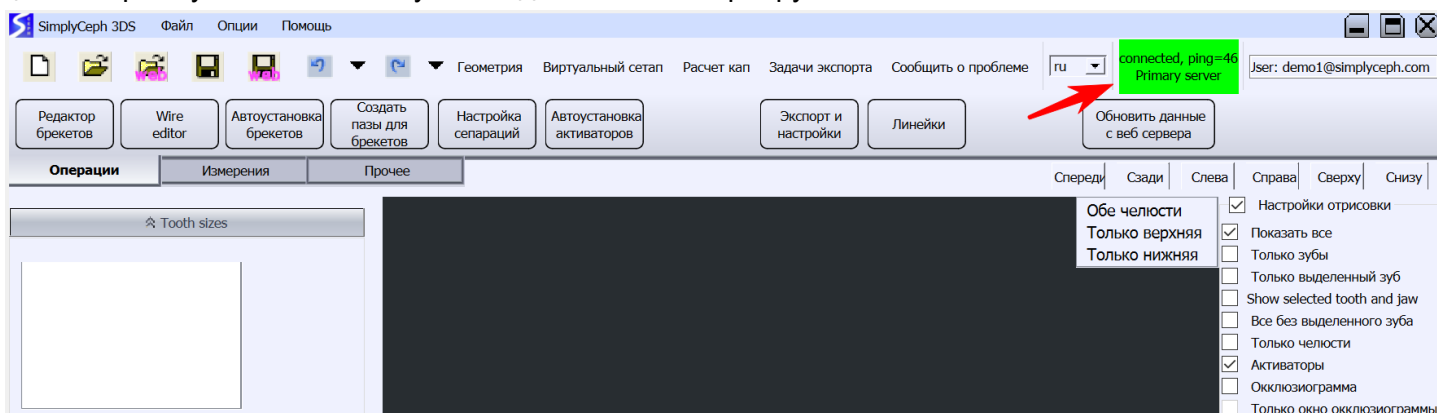 SimplyCeph 3DS Файл Опции Помощь
web web Геометрия Виртуальный сетап Расчет кап Задачи экспорта Сообщить о проблеме ru connected, ping=46 Jser: demo1@simplyceph.com
Primary server
Редактор брекетов
Wire editor
Автоустановка брекетов
Создать пазы для брекетов
Настройка сепараций
Автоустановка активаторов
Экспорт и настройки
Линейки
Обновить данные с веб сервера
Операции Измерения Прочее
Спереди Сзади Слева Справа Сверху Снизу
Tooth sizes
Обе челюсти
Только верхняя
Только нижняя
Настройки отрисовки
Показать все
Только зубы
Только выделенный зуб
Show selected tooth and jaw
Все без выделенного зуба
Только челюсти
Активаторы
Окклюзиограмма
Только окно окклюзиограммы